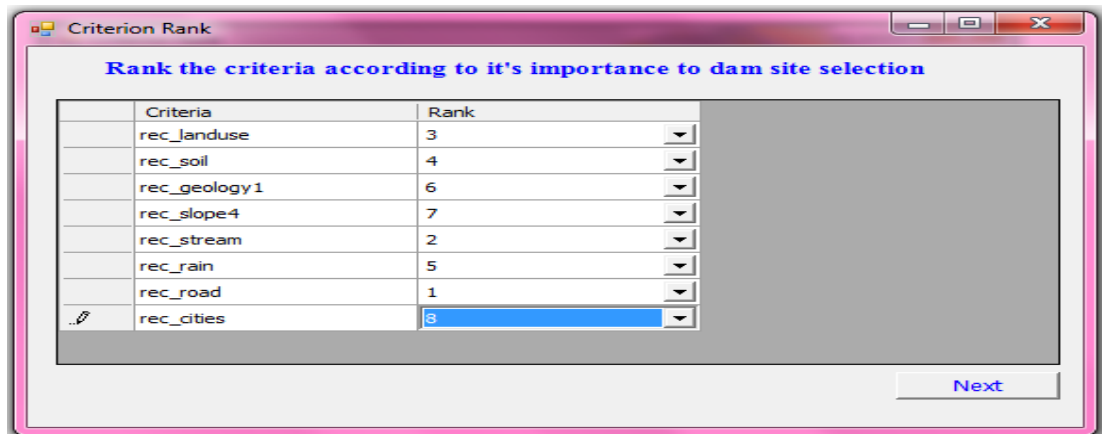 Criterion Rank
Rank the criteria according to it's importance to dam site selection
Criteria Rank
rec_landuse 3
rec_soil 4
rec_geology1 6
rec_slope4 7
rec_stream 2
rec_rain 5
rec_road 1
rec_cities 8
Next